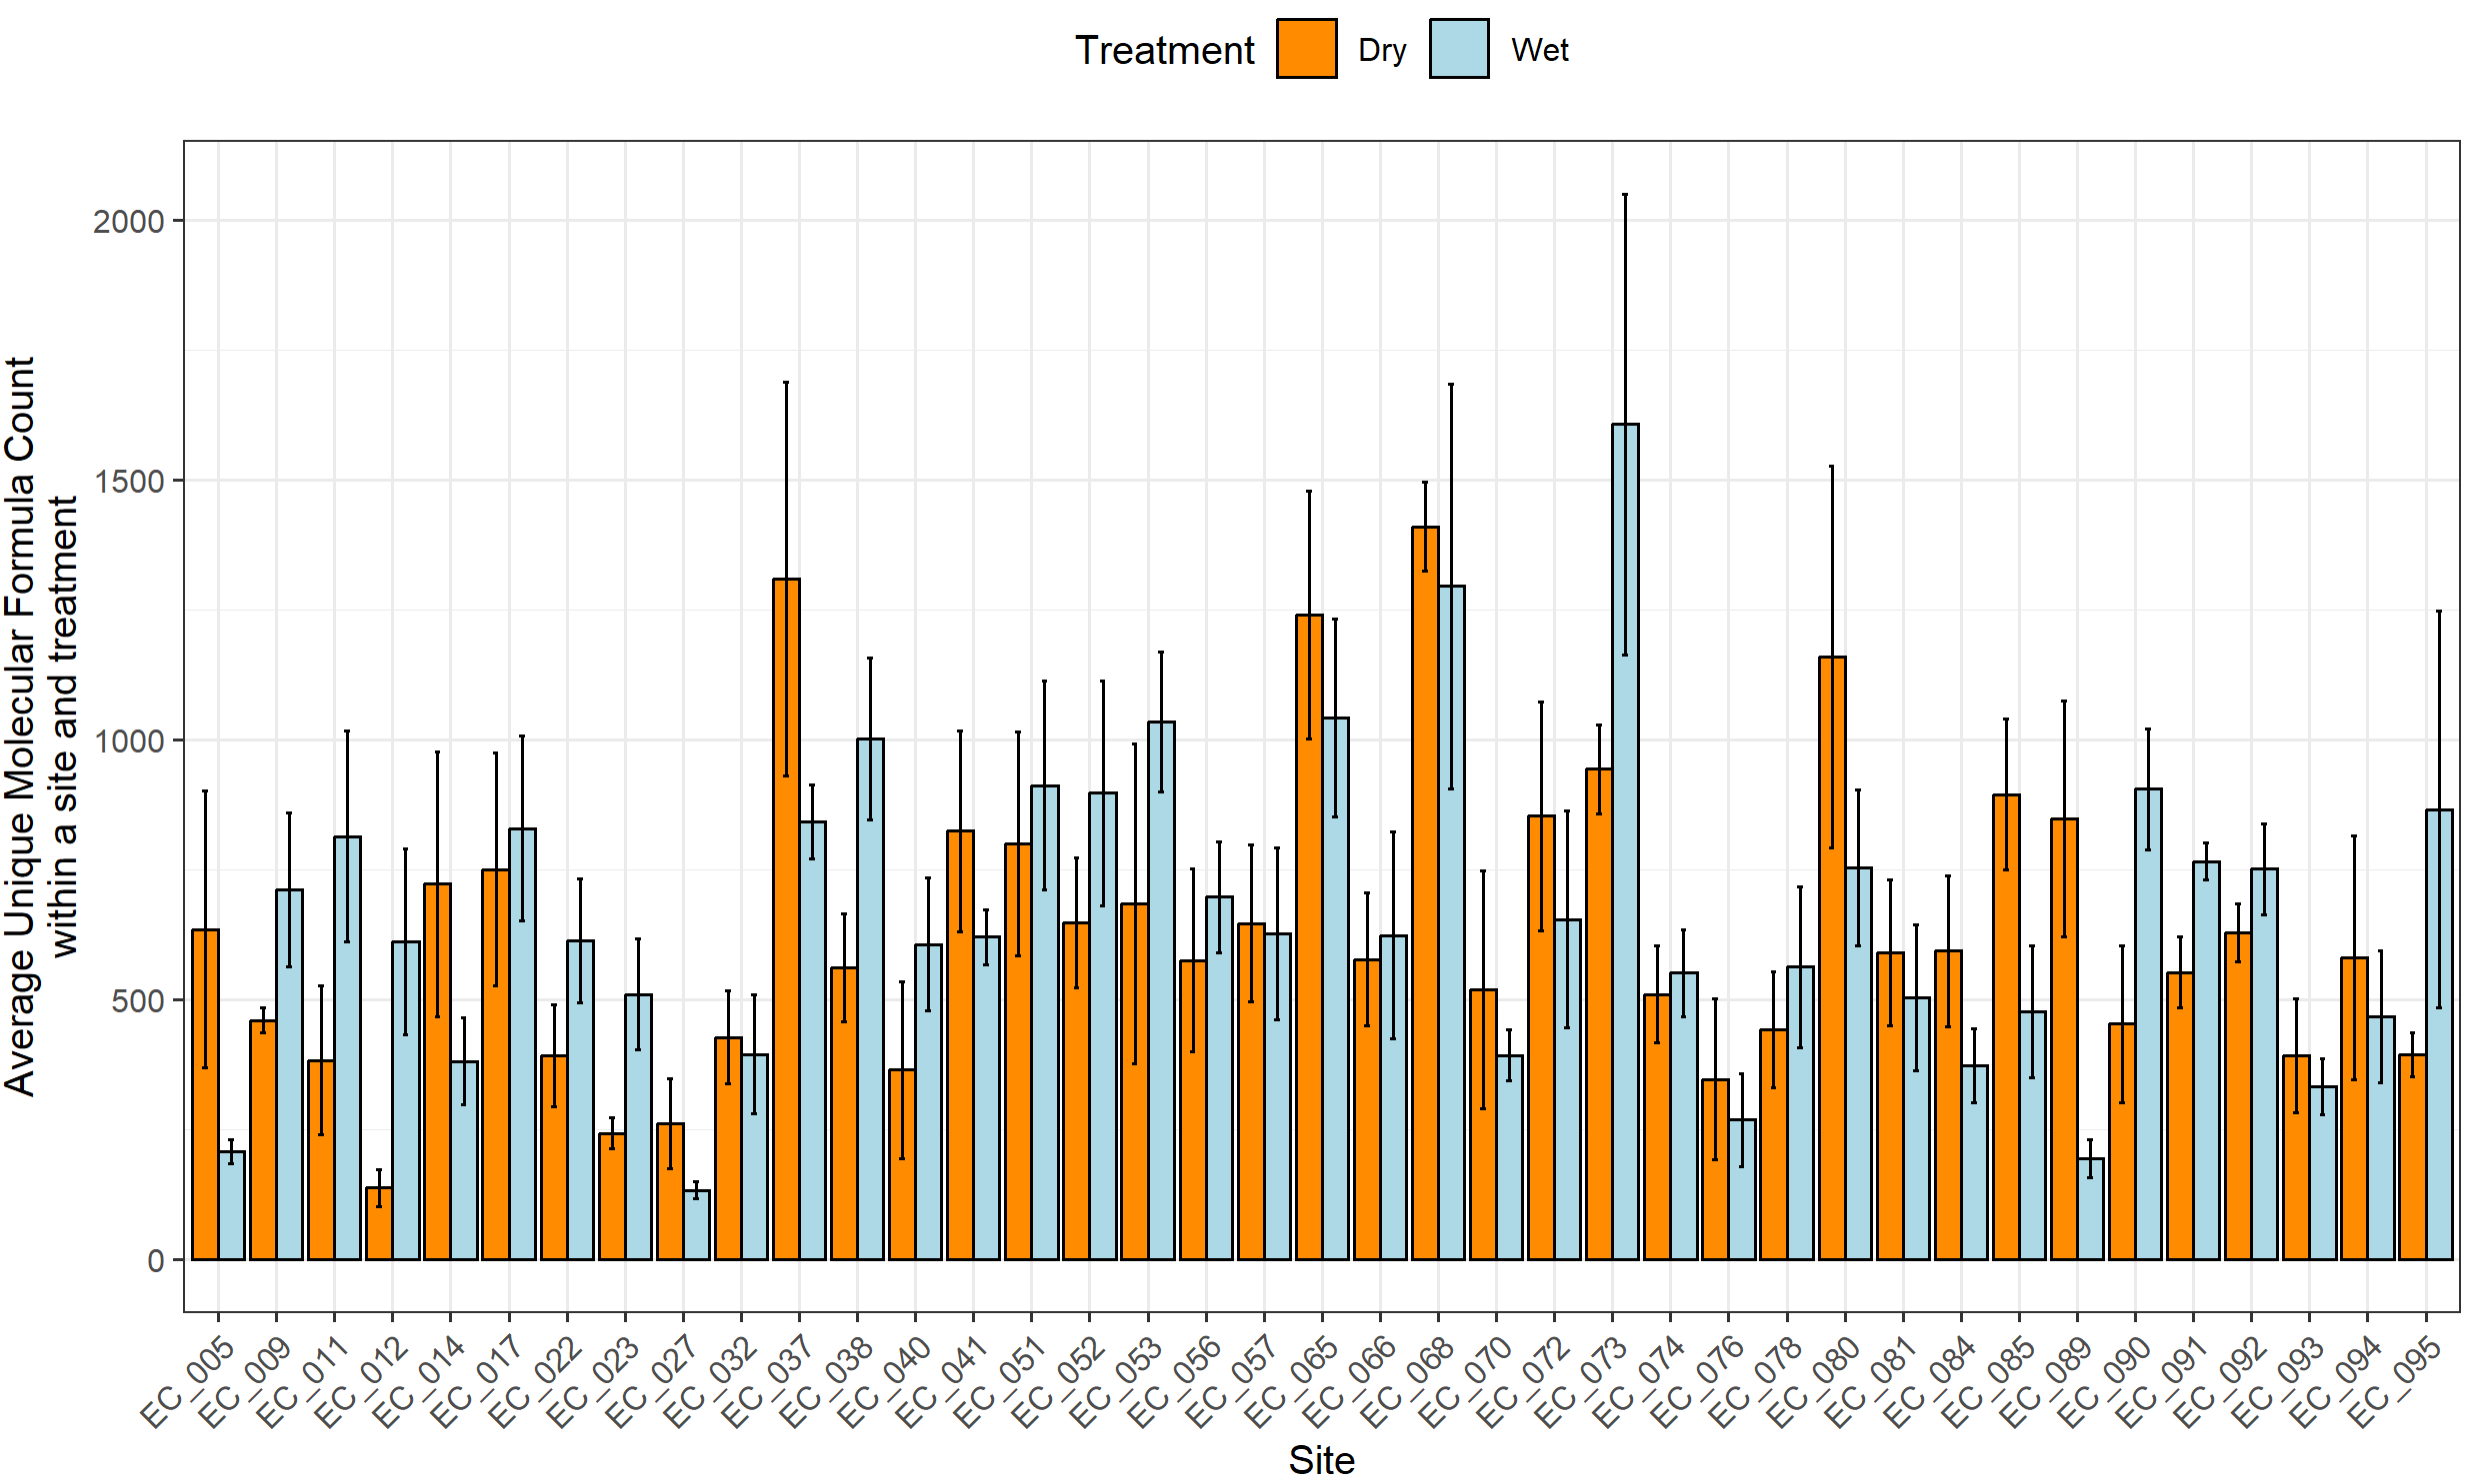 Treatment Dry Wet
Average Unique Molecular Formula Count
within a site and treatment
2000
1500
1000
500
0
EC_005
EC_009
EC_011
EC_012
EC_014
EC_017
EC_022
EC_023
EC_027
EC_032
EC_037
EC_038
EC_040
EC_041
EC_051
EC_052
EC_053
EC_056
EC_057
EC_065
EC_066
EC_068
EC_070
EC_072
EC_073
EC_074
EC_076
EC_078
EC_080
EC_081
EC_084
EC_085
EC_089
EC_090
EC_091
EC_092
EC_093
EC_094
EC_095
Site